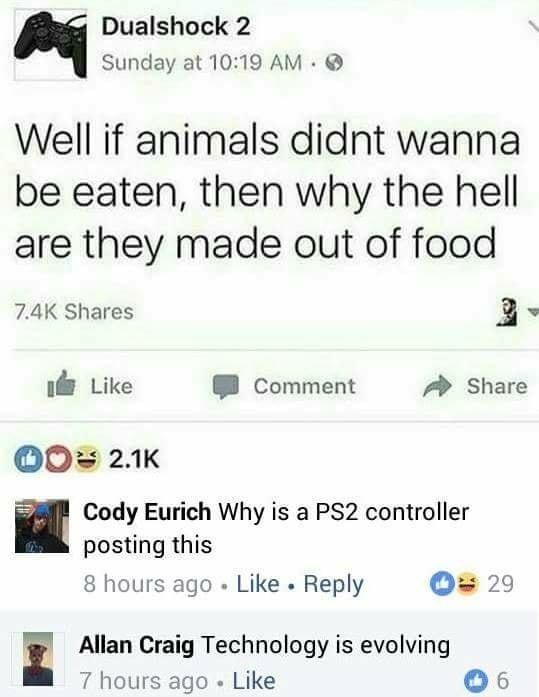 Dualshock 2
Sunday at 10:19 AM ·
Well if animals didnt wanna
be eaten, then why the hell
are they made out of food
7.4K Shares
Like Comment Share
2.1K
Cody Eurich Why is a PS2 controller
posting this
8 hours ago • Like • Reply 29
Allan Craig Technology is evolving
7 hours ago • Like 6